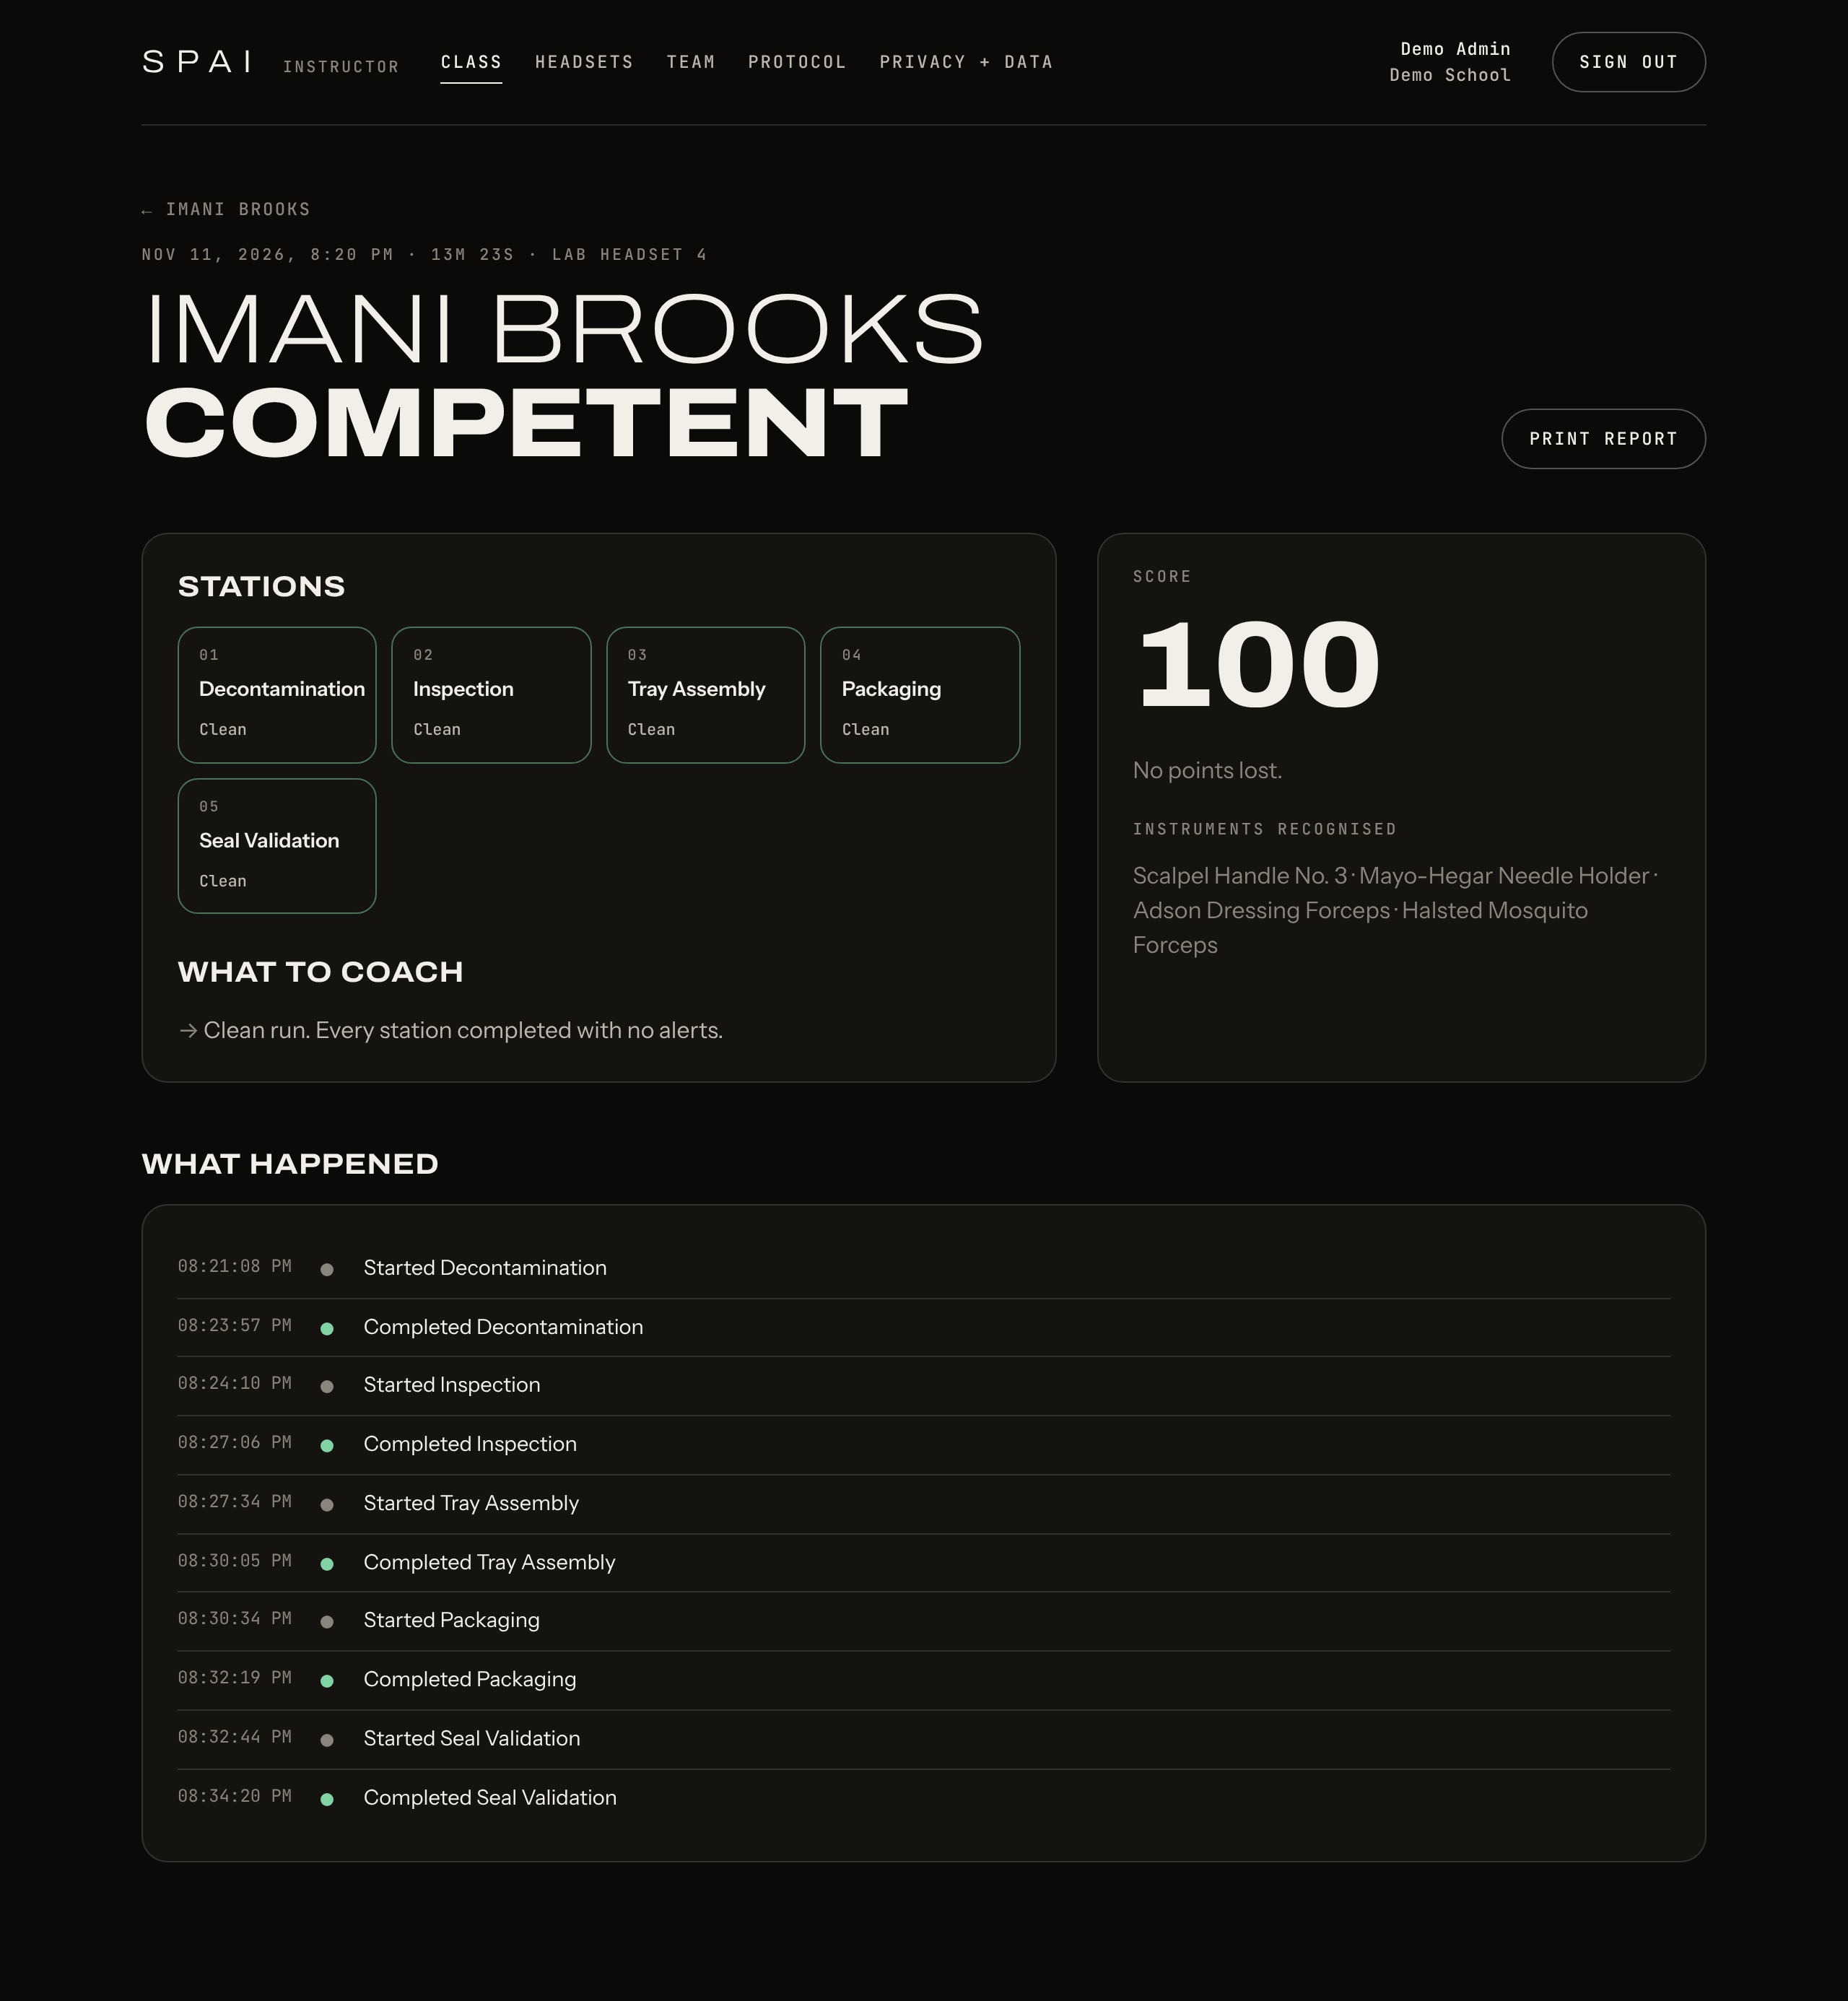 SPAI INSTRUCTOR CLASS HEADSETS TEAM PROTOCOL PRIVACY + DATA
Demo Admin
Demo School
SIGN OUT
← IMANI BROOKS
NOV 11, 2026, 8:20 PM · 13M 23S · LAB HEADSET 4
IMANI BROOKS
COMPETENT
PRINT REPORT
STATIONS
01
Decontamination
Clean
02
Inspection
Clean
03
Tray Assembly
Clean
04
Packaging
Clean
05
Seal Validation
Clean
WHAT TO COACH
→ Clean run. Every station completed with no alerts.
SCORE
100
No points lost.
INSTRUMENTS RECOGNISED
Scalpel Handle No. 3 · Mayo-Hegar Needle Holder ·
Adson Dressing Forceps · Halsted Mosquito
Forceps
WHAT HAPPENED
08:21:08 PM Started Decontamination
08:23:57 PM Completed Decontamination
08:24:10 PM Started Inspection
08:27:06 PM Completed Inspection
08:27:34 PM Started Tray Assembly
08:30:05 PM Completed Tray Assembly
08:30:34 PM Started Packaging
08:32:19 PM Completed Packaging
08:32:44 PM Started Seal Validation
08:34:20 PM Completed Seal Validation